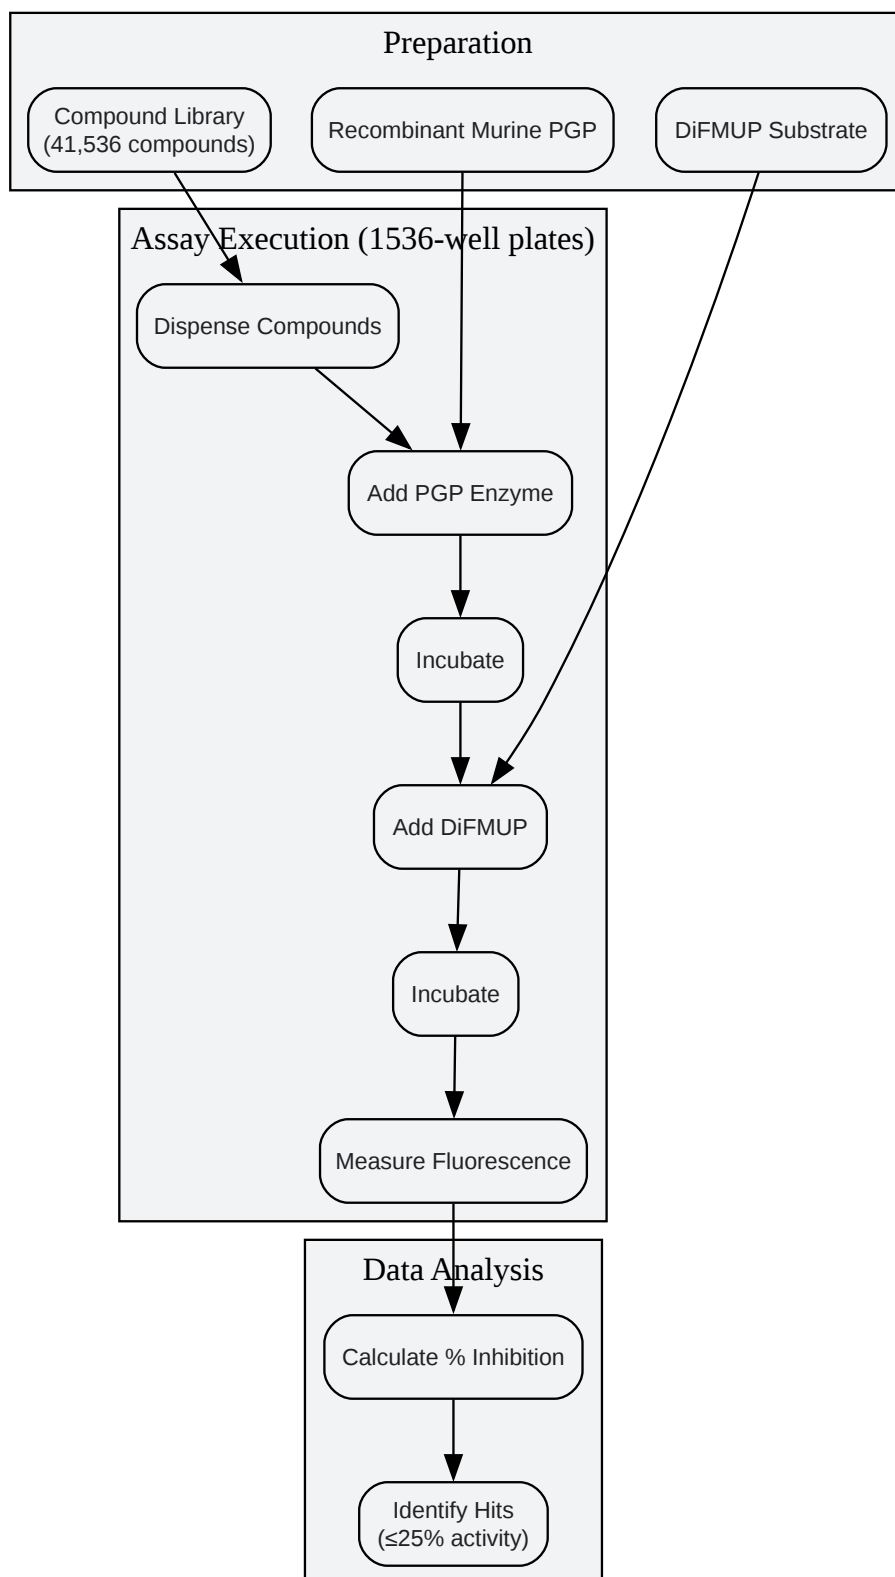 Preparation
Compound Library
(41,536 compounds)
Recombinant Murine PGP
DiFMUP Substrate
Assay Execution (1536-well plates)
Dispense Compounds
Add PGP Enzyme
Incubate
Add DiFMUP
Incubate
Measure Fluorescence
Data Analysis
Calculate % Inhibition
Identify Hits
(≤25% activity)